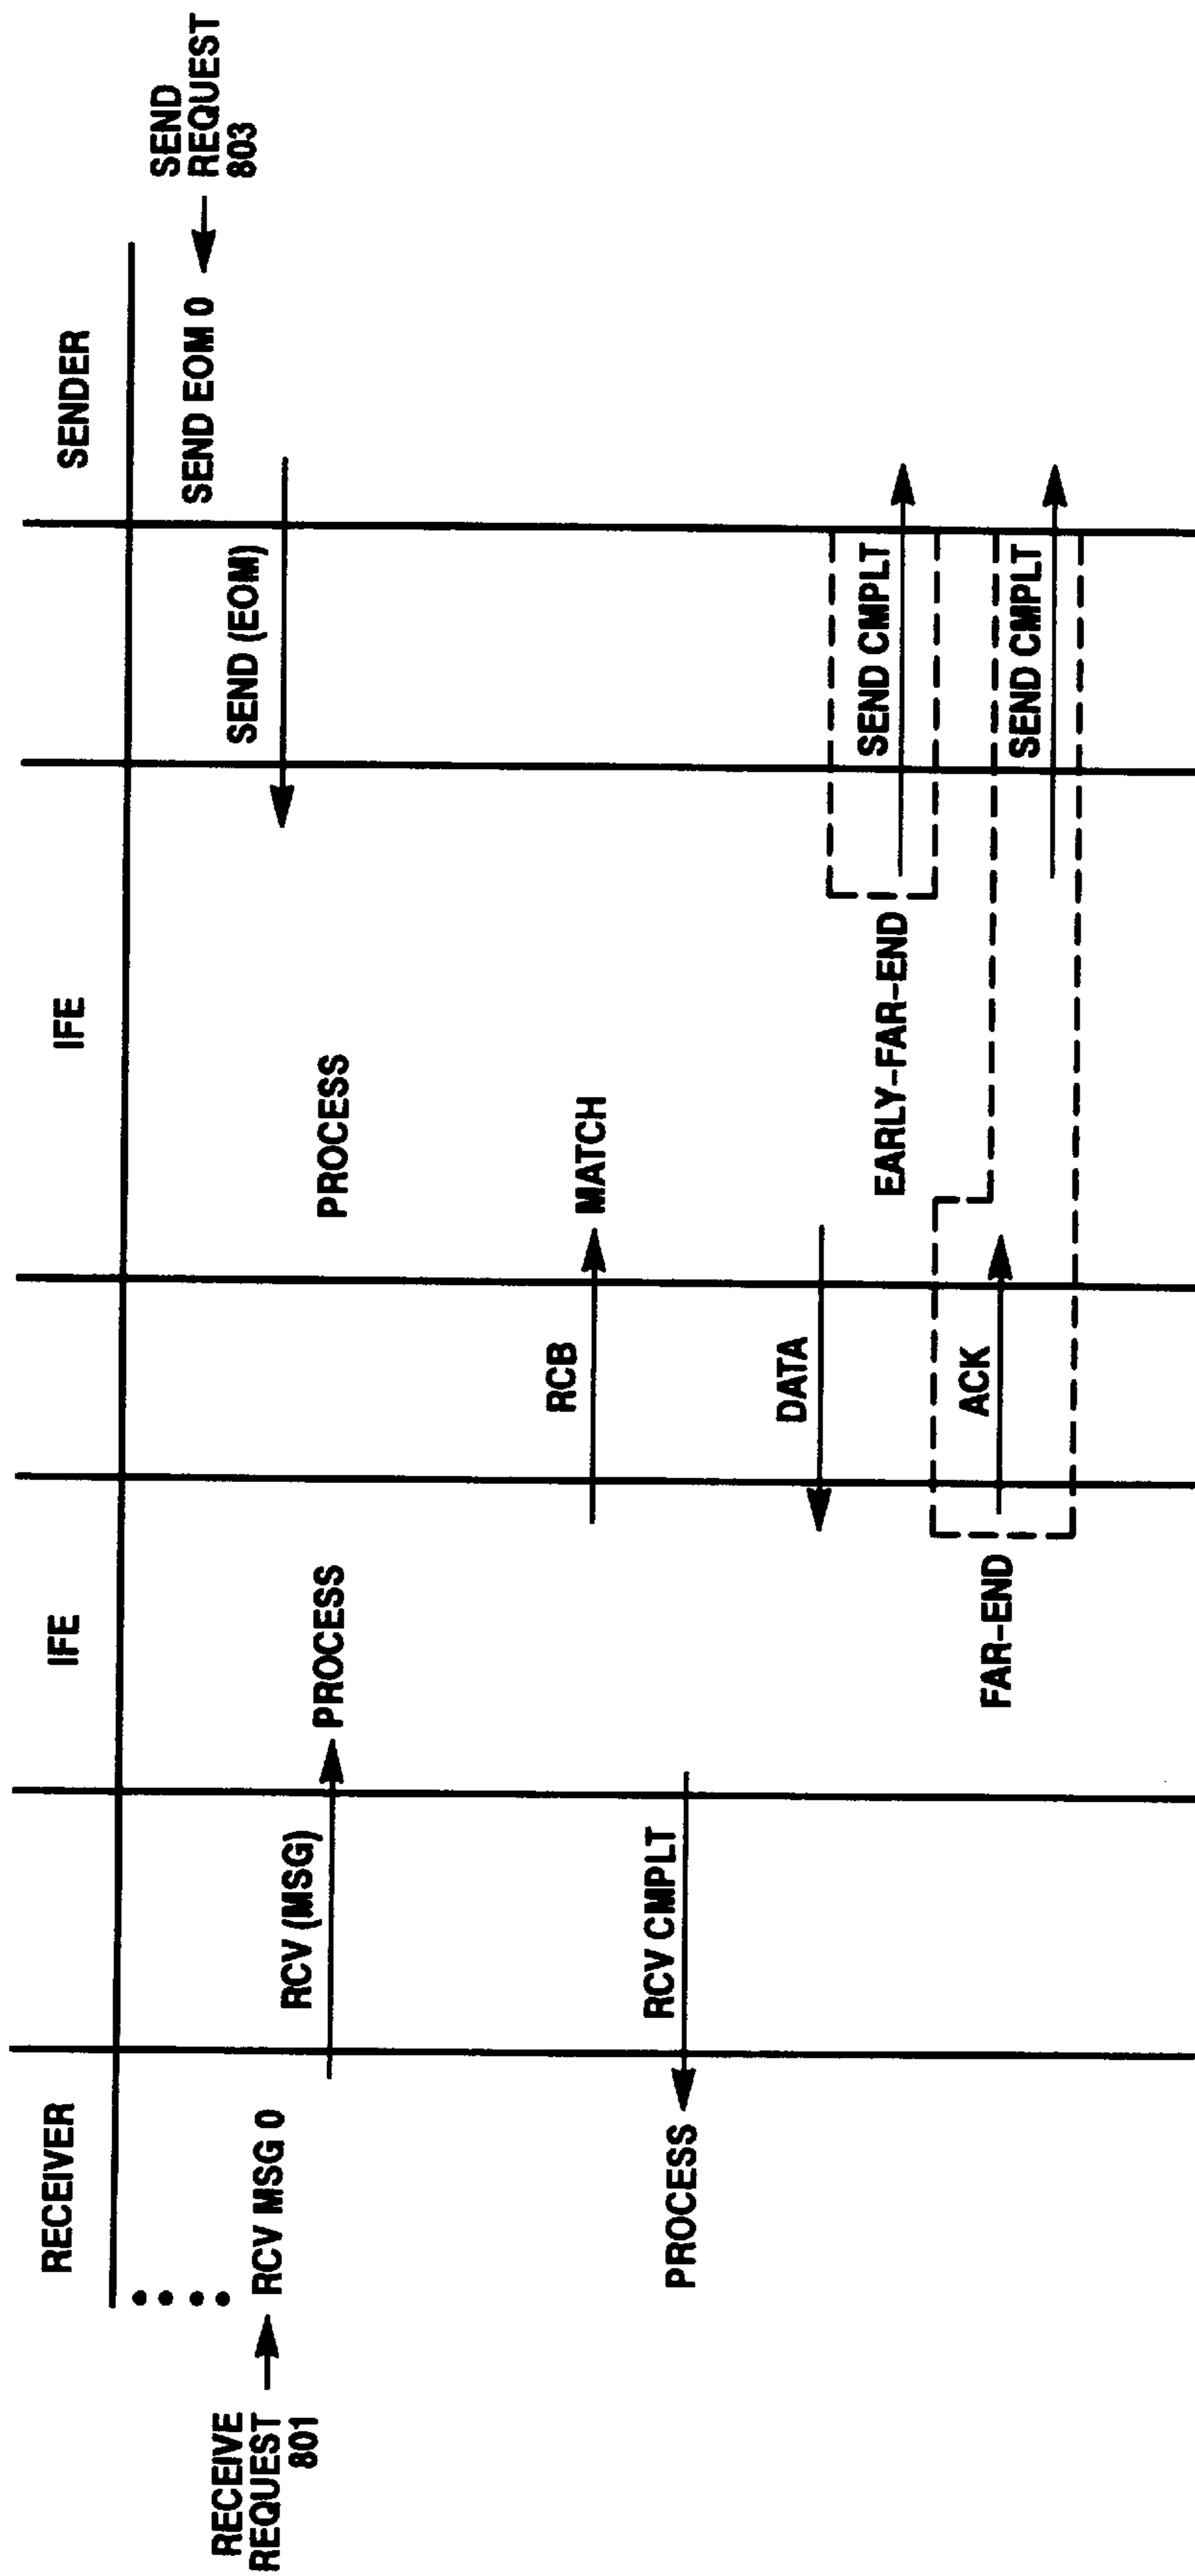 RECEIVER
IFE
IFE
SENDER
RECEIVE
REQUEST
801
RCV MSG 0
SEND EOM 0
SEND
REQUEST
803
SEND (EOM)
RCV (MSG)
PROCESS
PROCESS
RCB
MATCH
PROCESS
RCV CMPLT
DATA
EARLY-FAR-END
SEND CMPLT
FAR-END
ACK
SEND CMPLT